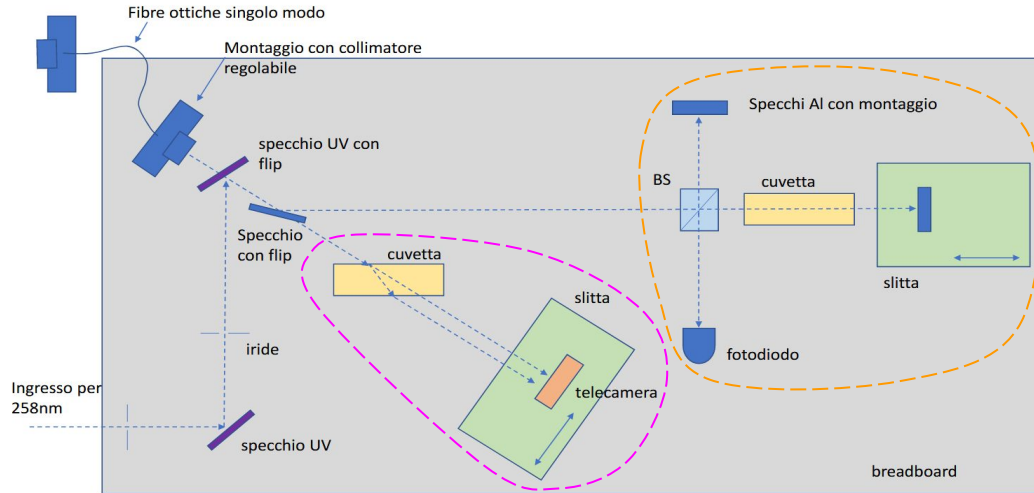 Fibre ottiche singolo modo
Montaggio con collimatore
regolabile
specchio UV con
flip
Specchi Al con montaggio
BS
cuvetta
Specchio
con flip
cuvetta
slitta
slitta
iride
fotodiodo
Ingresso per
258nm
telecamera
specchio UV
breadboard